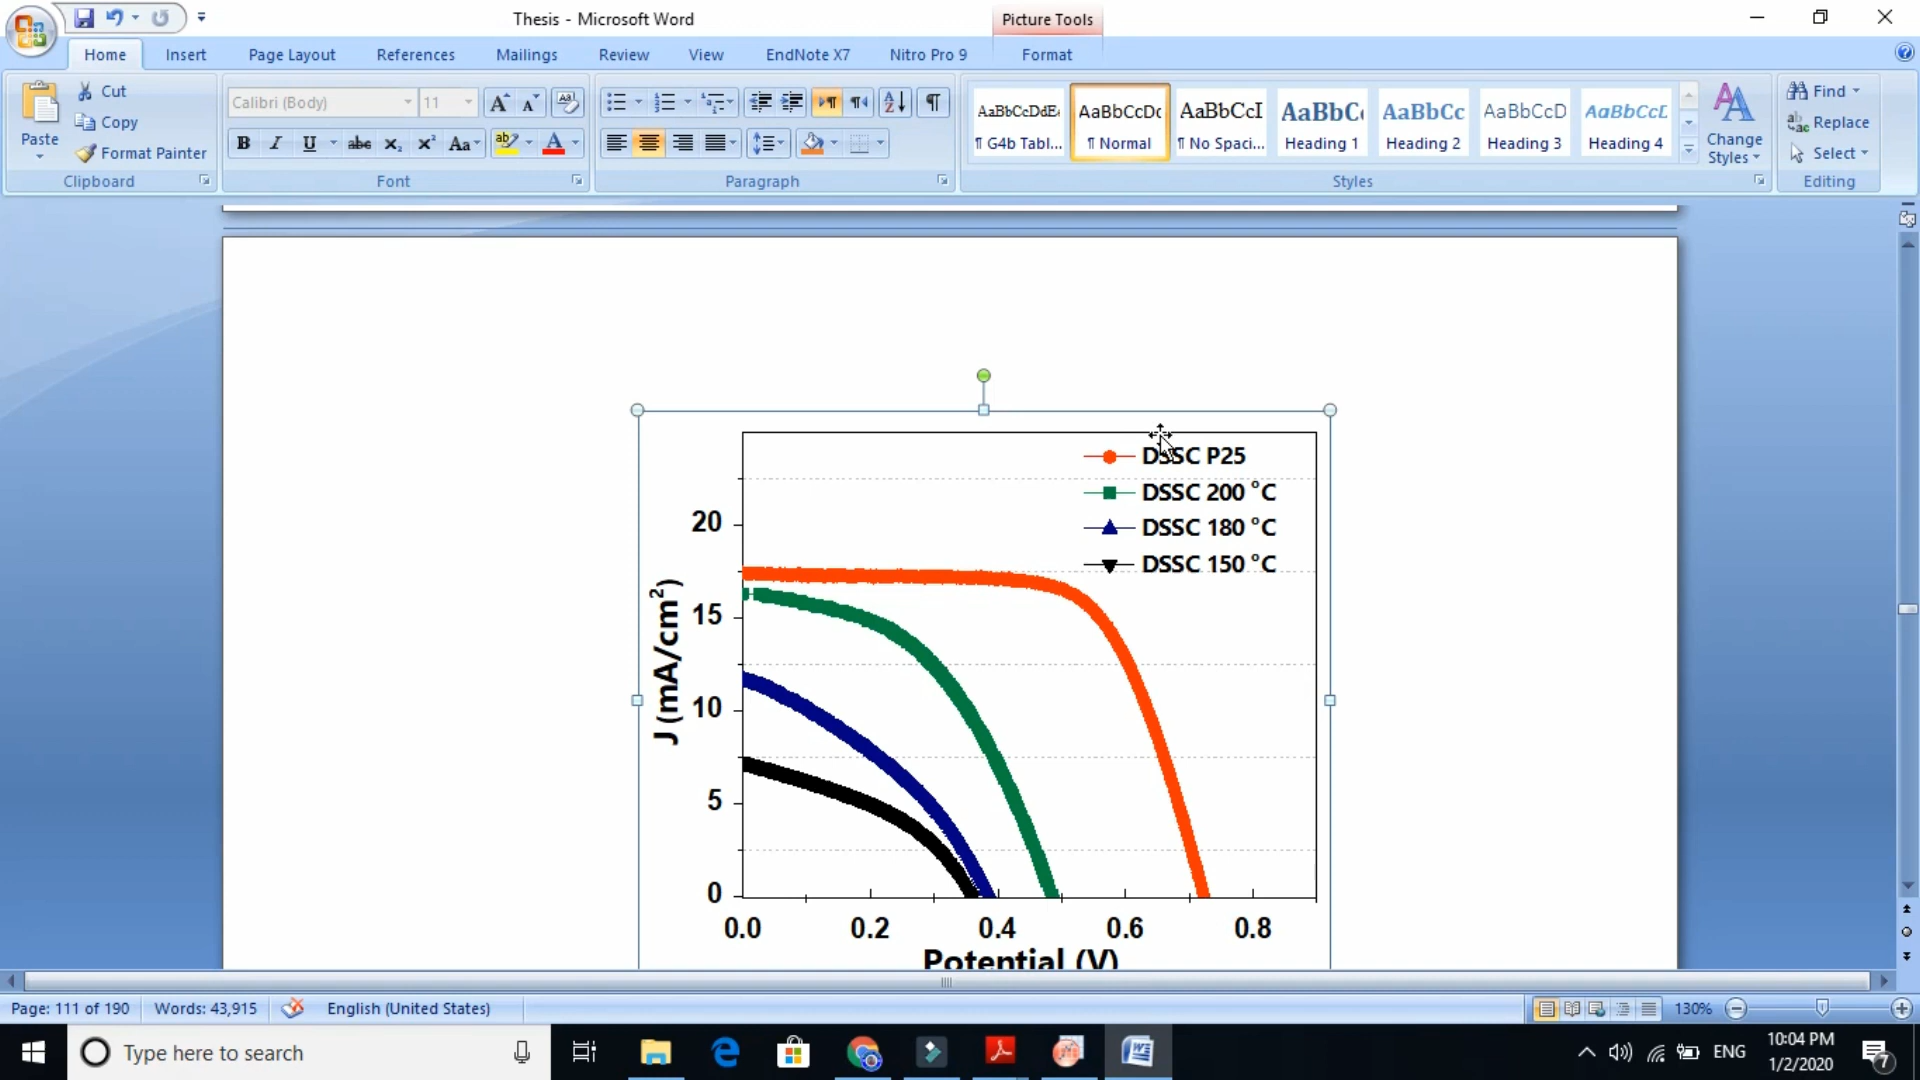 Thesis - Microsoft Word
Picture Tools
Home Insert Page Layout References Mailings Review View EndNote X7 Nitro Pro 9 Format
Paste
Cut
Copy
Format Painter
Clipboard
Calibri (Body) 11
B I U abc x₂ x² Aa
Font
Paragraph
AaBbCcDdE AaBbCcDc AaBbCcI AaBbC AaBbCc AaBbCcD AaBbCcL
¶ G4b Tabl... ¶ Normal ¶ No Spaci... Heading 1 Heading 2 Heading 3 Heading 4
Change
Styles
Styles
Find
Replace
Select
Editing
DSSC P25
DSSC 200 °C
DSSC 180 °C
DSSC 150 °C
J (mA/cm²)
20
15
10
5
0
0.0 0.2 0.4 0.6 0.8
Potential (V)
Page: 111 of 190 Words: 43,915 English (United States) 130%
Type here to search
ENG
10:04 PM
1/2/2020
7